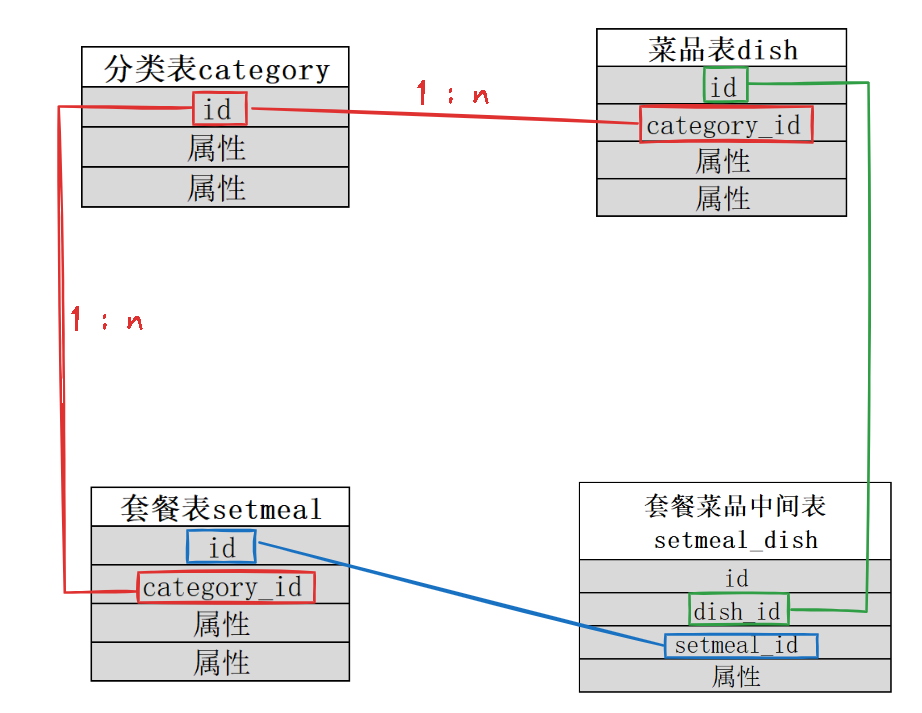 分类表category
id
属性
属性
1 : n
菜品表dish
id
category_id
属性
属性
1 : n
套餐表setmeal
id
category_id
属性
属性
套餐菜品中间表
setmeal_dish
id
dish_id
setmeal_id
属性